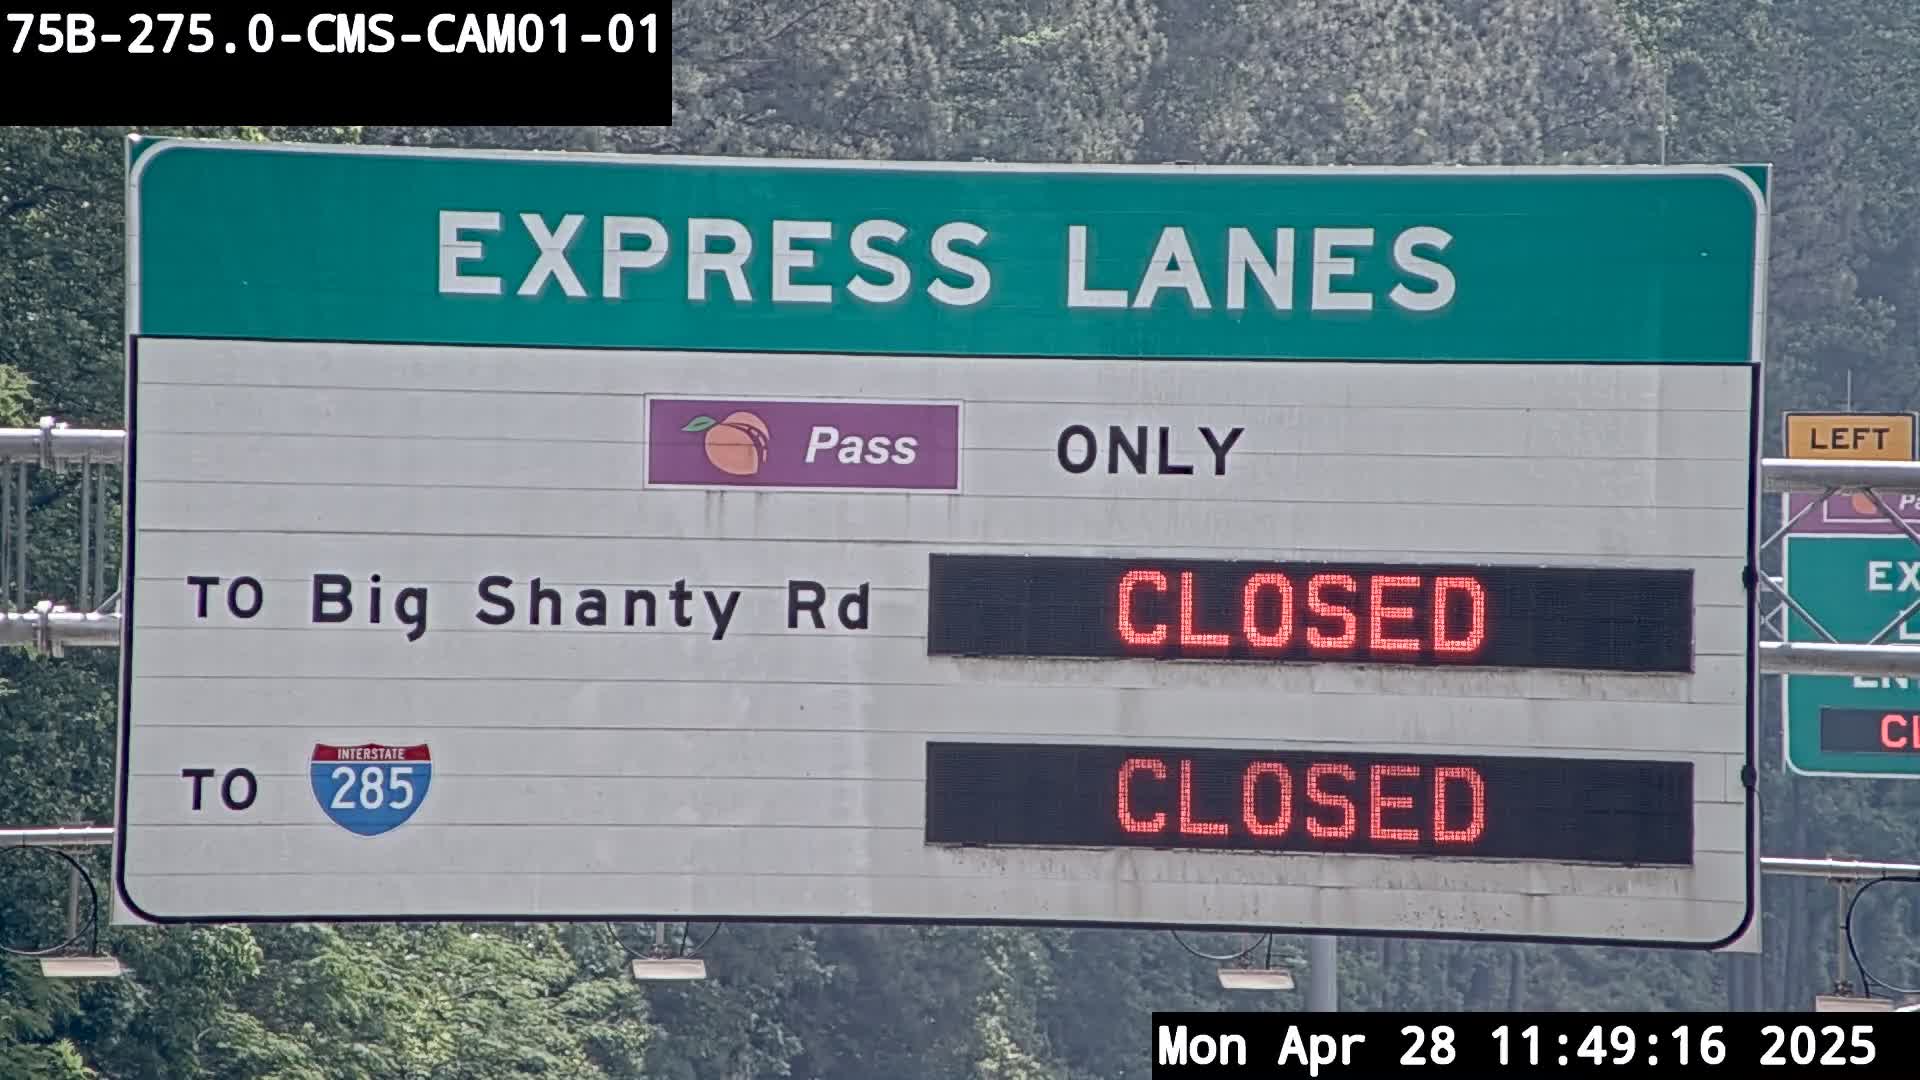 75B-275.0-CMS-CAM01-01
EXPRESS LANES
Pass ONLY
TO Big Shanty Rd CLOSED
TO INTERSTATE 285 CLOSED
LEFT
EX
Mon Apr 28 11:49:16 2025